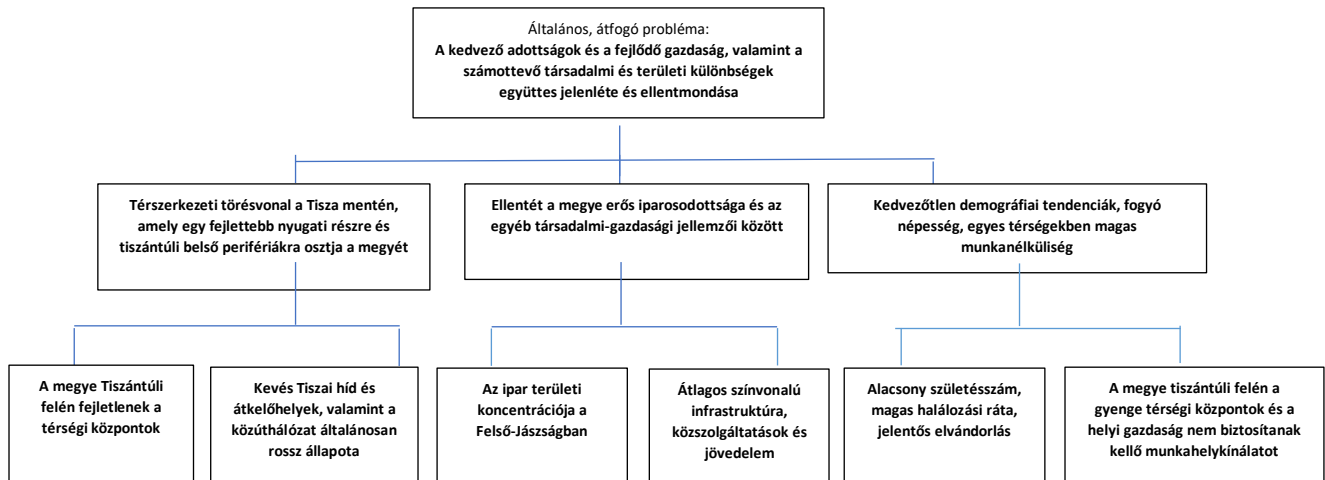 Általános, átfogó probléma:
A kedvező adottságok és a fejlődő gazdaság, valamint a
számottevő társadalmi és területi különbségek
együttes jelenléte és ellentmondása
Térszerkezeti törésvonal a Tisza mentén,
amely egy fejlettebb nyugati részre és
tiszántúli belső perifériákra osztja a megyét
Ellentét a megye erős iparosodottsága és az
egyéb társadalmi-gazdasági jellemzői között
Kedvezőtlen demográfiai tendenciák, fogyó
népesség, egyes térségekben magas
munkanélküliség
A megye Tiszántúli
felén fejletlenek a
térségi központok
Kevés Tiszai híd és
átkelőhelyek, valamint a
közúthálózat általánosan
rossz állapota
Az ipar területi
koncentrációja a
Felső-Jászságban
Átlagos színvonalú
infrastruktúra,
közszolgáltatások és
jövedelem
Alacsony születésszám,
magas halálozási ráta,
jelentős elvándorlás
A megye tiszántúli felén a
gyenge térségi központok és a
helyi gazdaság nem biztosítanak
kellő munkahelykínálatot